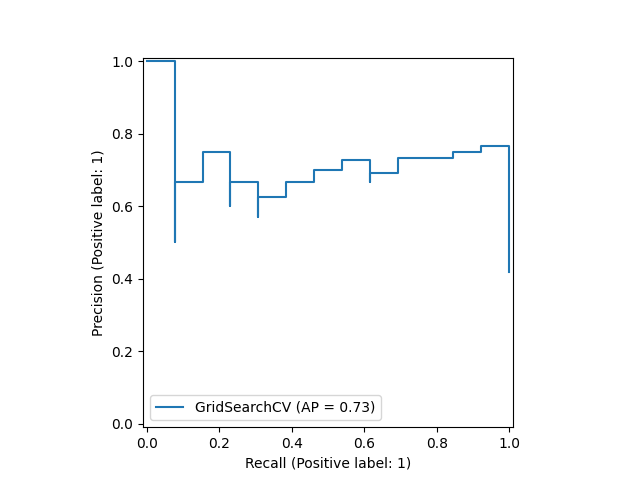 1.0
0.8
0.6
0.4
0.2
0.0
Precision (Positive label: 1)
GridSearchCV (AP = 0.73)
0.0 0.2 0.4 0.6 0.8 1.0
Recall (Positive label: 1)